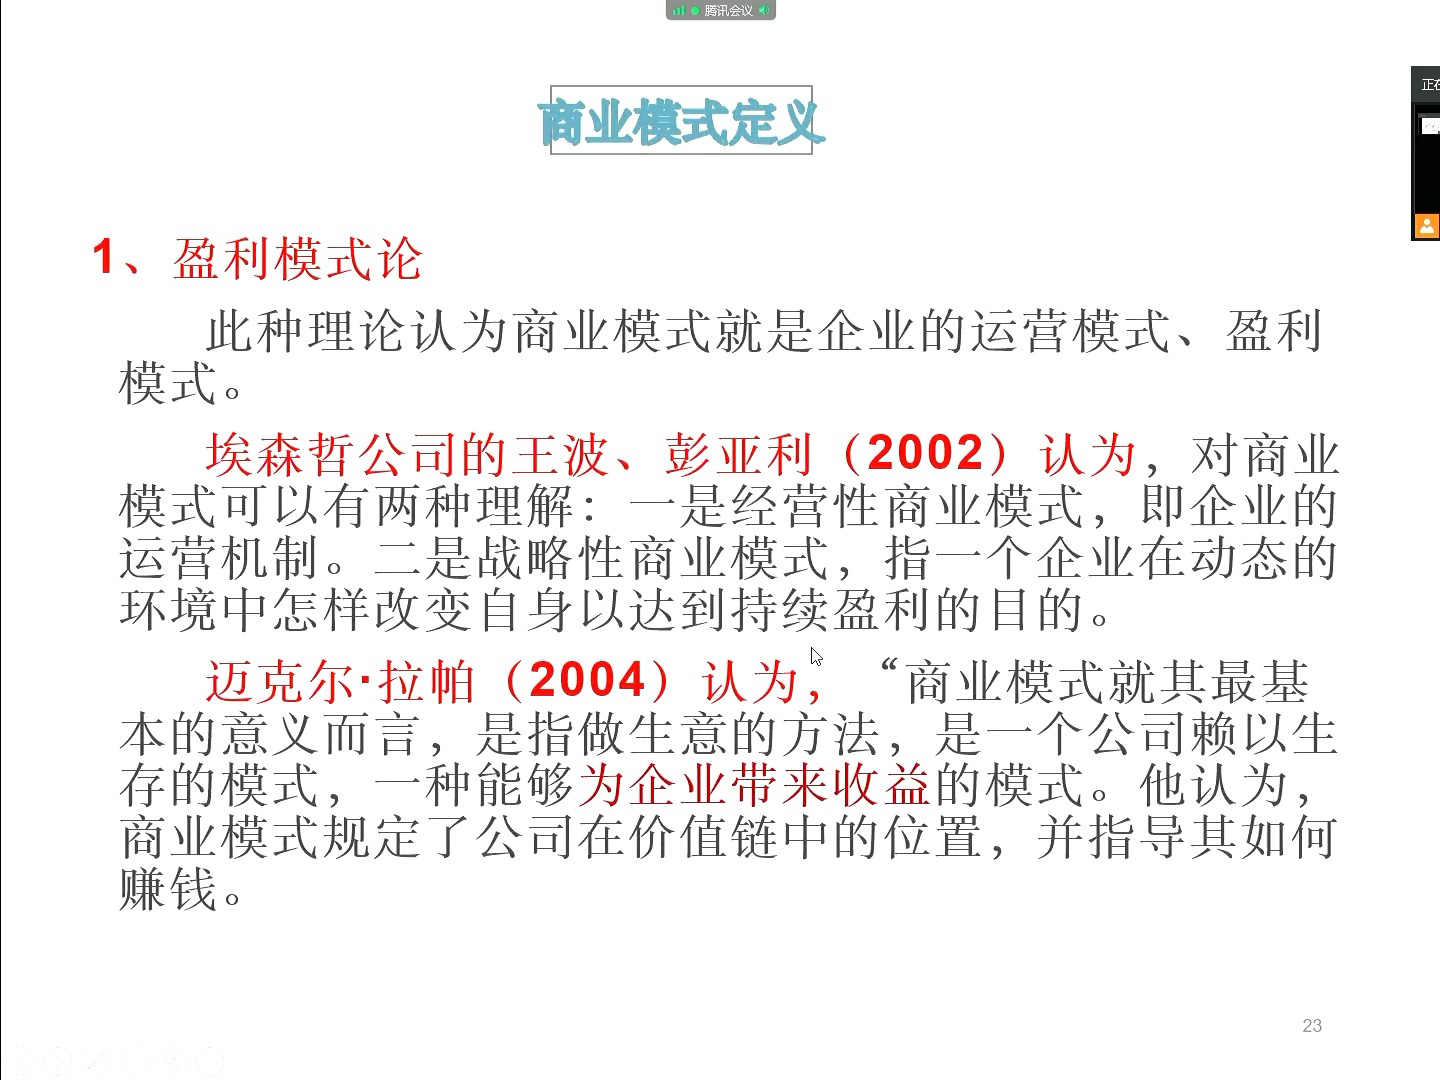 腾讯会议
正在
商业模式定义
1、盈利模式论
此种理论认为商业模式就是企业的运营模式、盈利
模式。
埃森哲公司的王波、彭亚利（2002）认为，对商业
模式可以有两种理解：一是经营性商业模式，即企业的
运营机制。二是战略性商业模式，指一个企业在动态的
环境中怎样改变自身以达到持续盈利的目的。
迈克尔·拉帕（2004）认为，“商业模式就其最基
本的意义而言，是指做生意的方法，是一个公司赖以生
存的模式，一种能够为企业带来收益的模式。他认为，
商业模式规定了公司在价值链中的位置，并指导其如何
赚钱。
23